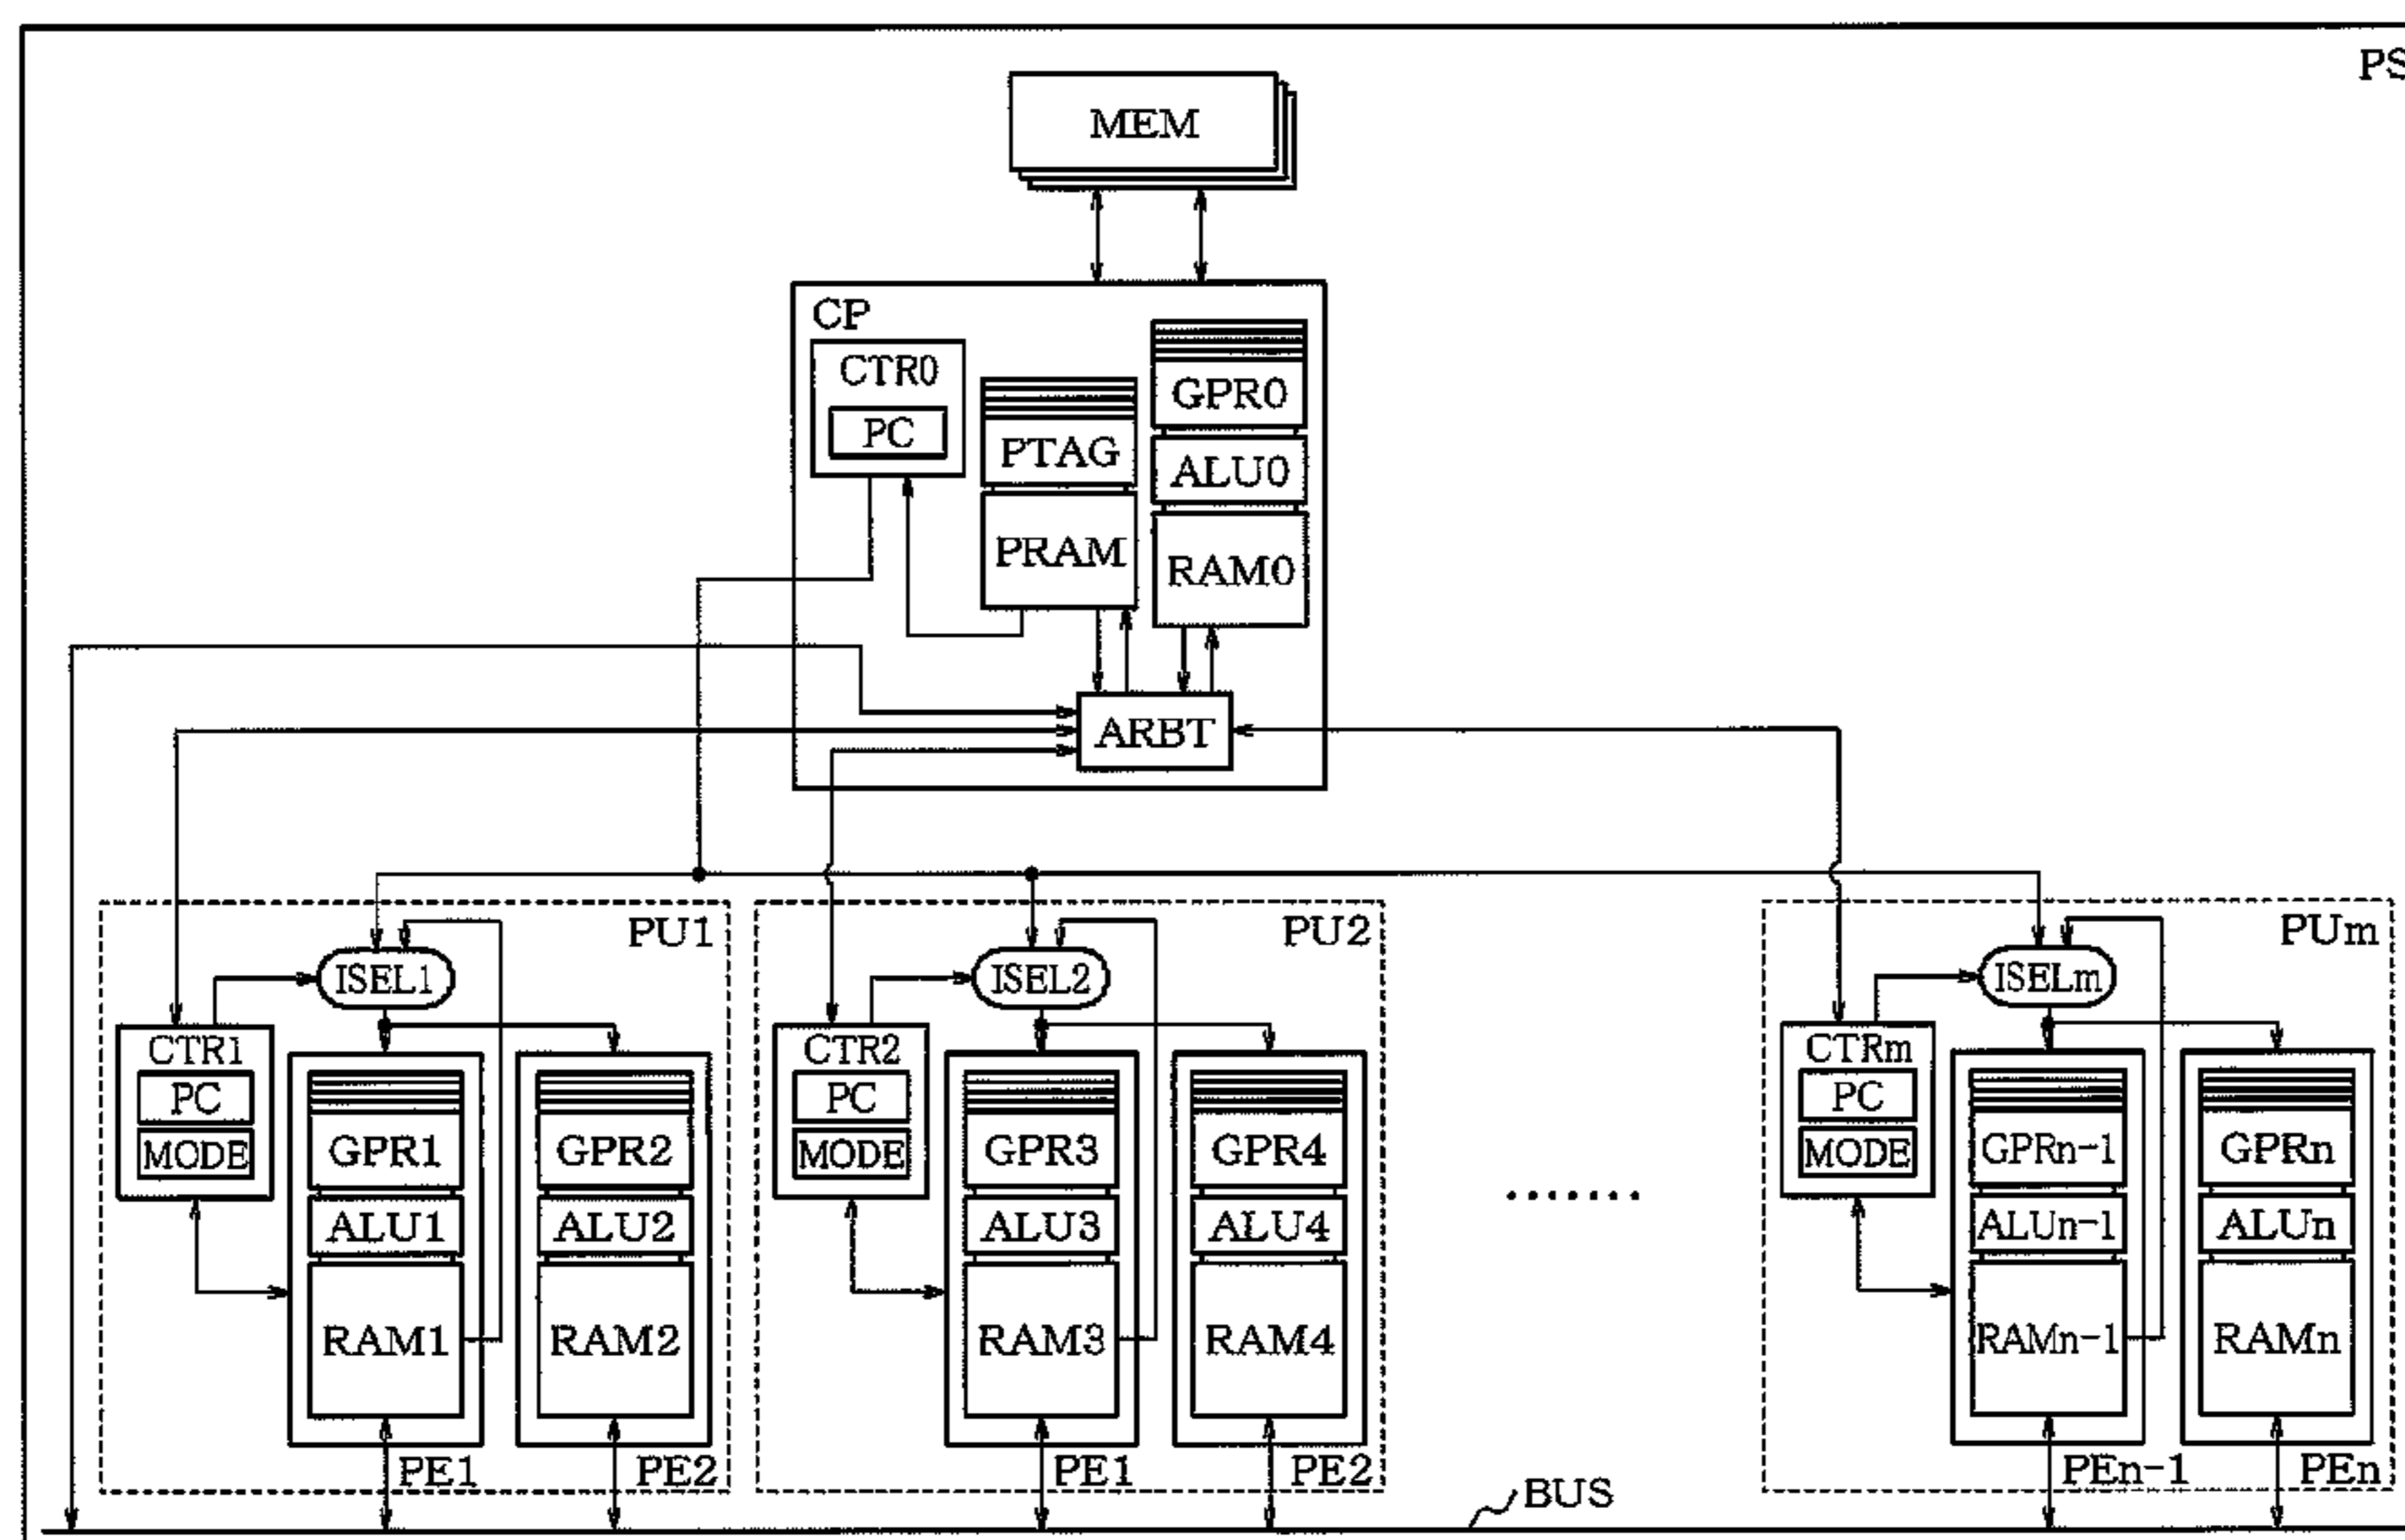 PS
MEM
CP
CTR0
PC
PTAG
PRAM
GPR0
ALU0
RAM0
ARBT
PU1
ISEL1
CTR1
PC
MODE
GPR1
ALU1
RAM1
GPR2
ALU2
RAM2
PE1
PE2
PU2
ISEL2
CTR2
PC
MODE
GPR3
ALU3
RAM3
GPR4
ALU4
RAM4
PE1
PE2
.......
PUm
ISELm
CTRm
PC
MODE
GPRn-1
ALUn-1
RAMn-1
GPRn
ALUn
RAMn
PEn-1
PEn
BUS